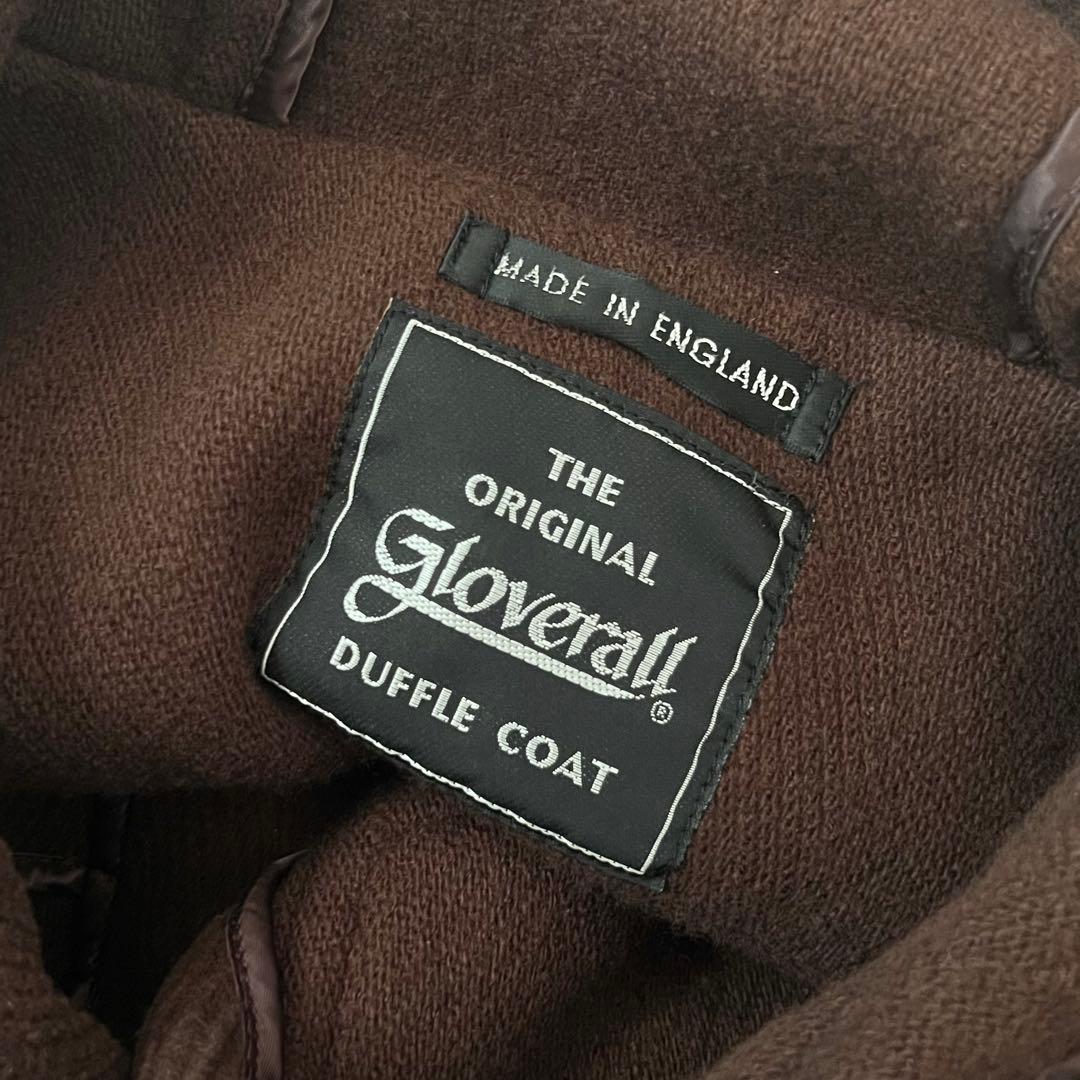 MADE IN ENGLAND
THE
ORIGINAL
Gloverall®
DUFFLE COAT